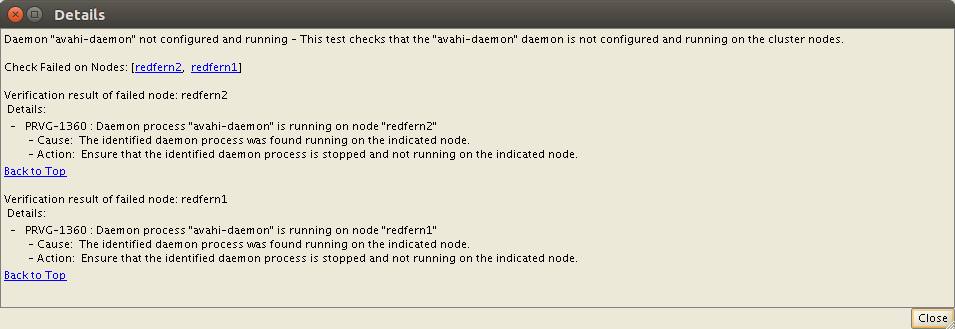 Details
Daemon "avahi-daemon" not configured and running – This test checks that the "avahi-daemon" daemon is not configured and running on the cluster nodes.
Check Failed on Nodes: [redfern2, redfern1]
Verification result of failed node: redfern2
Details:
– PRVG-1360 : Daemon process "avahi-daemon" is running on node "redfern2"
– Cause: The identified daemon process was found running on the indicated node.
– Action: Ensure that the identified daemon process is stopped and not running on the indicated node.
Back to Top
Verification result of failed node: redfern1
Details:
– PRVG-1360 : Daemon process "avahi-daemon" is running on node "redfern1"
– Cause: The identified daemon process was found running on the indicated node.
– Action: Ensure that the identified daemon process is stopped and not running on the indicated node.
Back to Top
Close